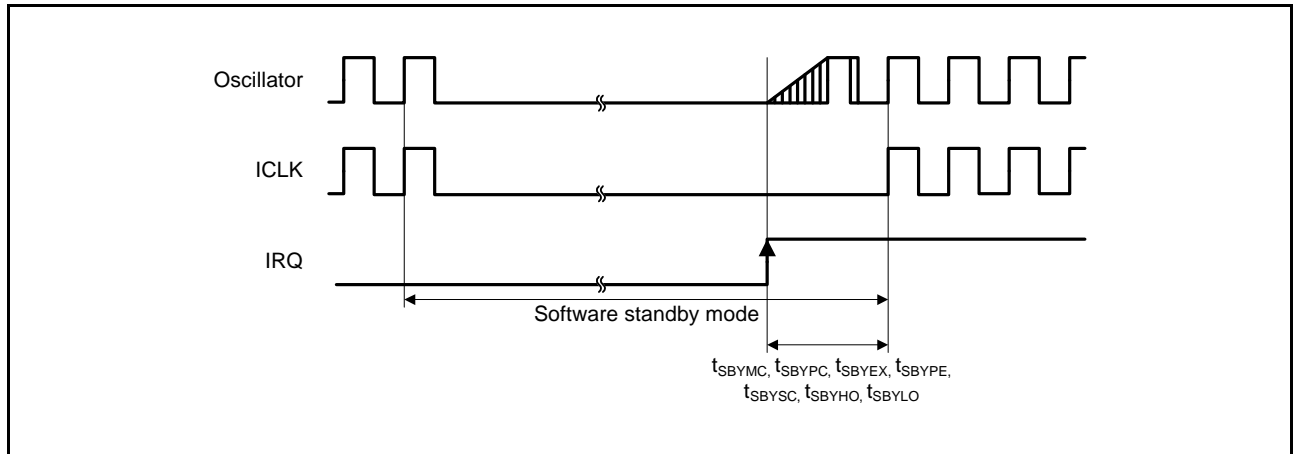 Oscillator
ICLK
IRQ
Software standby mode
tSBYMC, tSBYPC, tSBYEX, tSBYPE,
tSBYSC, tSBYHO, tSBYLO